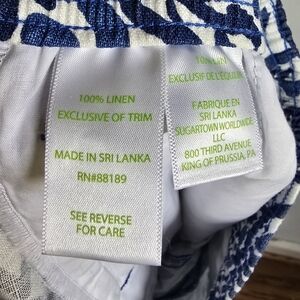 100% LINEN
EXCLUSIVE OF TRIM
MADE IN SRI LANKA
RN#88189
SEE REVERSE
FOR CARE
EXCLUSIF DE L'ÉQUI
FABRIQUE EN
SRI LANKA
SUGARTOWN WORLDWIDE
LLC
800 THIRD AVENUE
KING OF PRUSSIA, PA